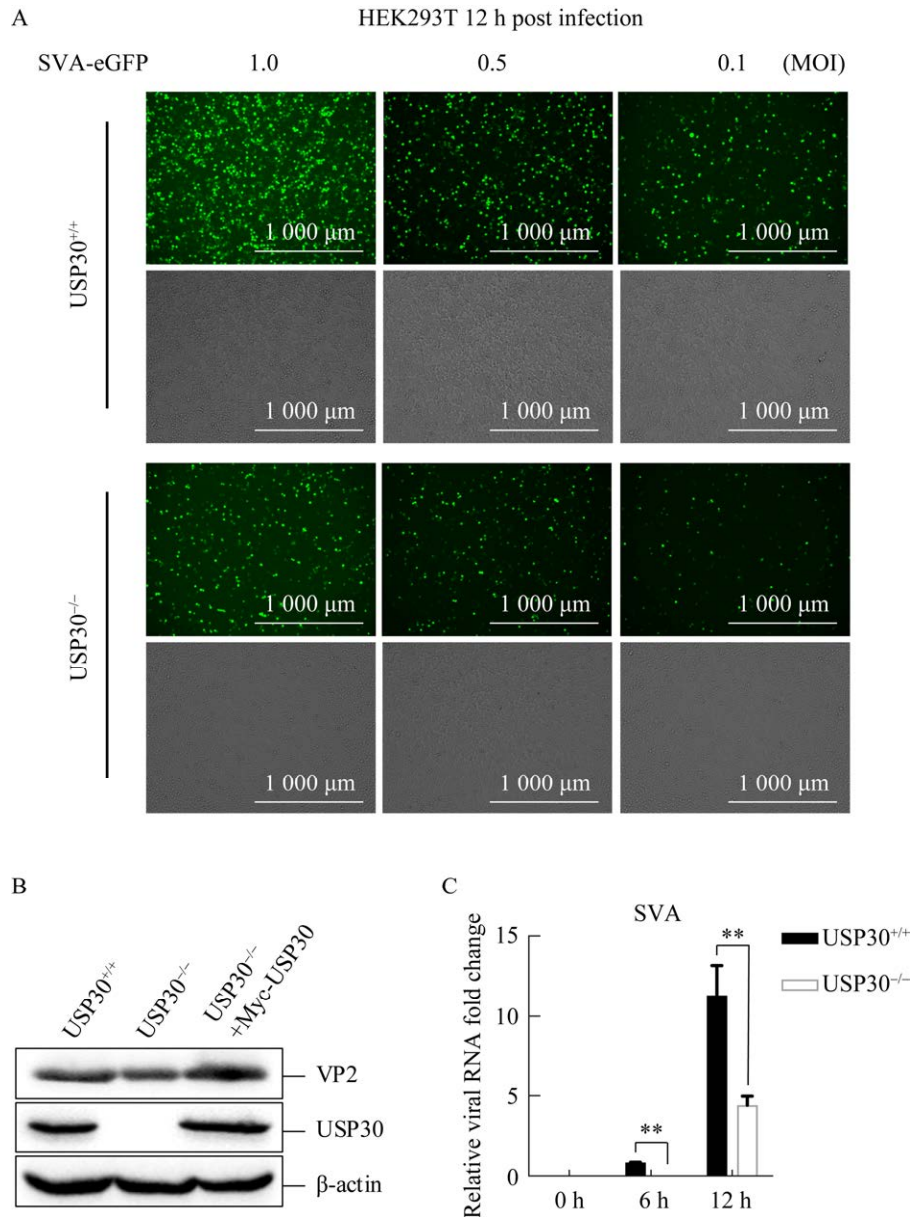 A
HEK293T 12 h post infection
SVA-eGFP 1.0 0.5 0.1 (MOI)
USP30+/+
1 000 μm 1 000 μm 1 000 μm
1 000 μm 1 000 μm 1 000 μm
USP30−/−
1 000 μm 1 000 μm 1 000 μm
1 000 μm 1 000 μm 1 000 μm
B
USP30+/+
USP30−/−
USP30−/−
+Myc-USP30
VP2
USP30
β-actin
C
SVA
Relative viral RNA fold change
15
10
5
0
**
**
0 h 6 h 12 h
USP30+/+
USP30−/−